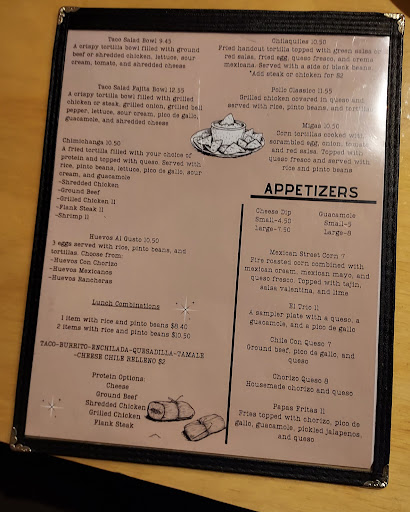 Taco Salad Bowl 9.45
A crispy tortilla bowl filled with ground
beef or shredded chicken, lettuce, sour
cream, tomato, and shredded cheese
Taco Salad Fajita Bowl 12.55
A crispy tortilla bowl filled with grilled
chicken or steak, grilled onion, grilled bell
pepper, lettuce, sour cream, pico de gallo,
guacamole, and shredded cheese
Chimichanga 10.50
A fried tortilla filled with your choice of
protein and topped with queso. Served with
rice, pinto beans, lettuce, pico de gallo, sour
cream, and guacamole
-Shredded Chicken
-Ground Beef
-Grilled Chicken 11
-Flank Steak 11
-Shrimp 11
Huevos Al Gusto 10.50
3 eggs served with rice, pinto beans, and
tortillas. Choose from:
-Huevos Con Chorizo
-Huevos Mexicanos
-Huevos Rancheros
Lunch Combinations
1 item with rice and pinto beans $8.40
2 items with rice and pinto beans $10.50
TACO-BURRITO-ENCHILADA-QUESADILLA-TAMALE
-CHEESE CHILE RELLENO $2
Protein Options:
Cheese
Ground Beef
Shredded Chicken
Grilled Chicken
Flank Steak
Chilaquiles 10.50
Fried handcut tortilla topped with green salsa or
red salsa, fried egg, queso fresco, and crema
mexicana. Served with a side of black beans.
*Add steak or chicken for $2
Pollo Classico 11.55
Grilled chicken covered in queso and
served with rice, pinto beans, and tortillas
Migas 10.50
Corn tortillas cooked with
scrambled egg, onion, tomato,
and red salsa. Topped with
queso fresco and served with
rice and pinto beans
APPETIZERS
Cheese Dip
Small-4.50
Large-7.50
Guacamole
Small-5
Large-8
Mexican Street Corn 7
Fire roasted corn combined with
mexican cream, mexican mayo, and
queso fresco. Topped with tajin,
salsa valentina, and lime
El Trio 11
A sampler plate with a queso, a
guacamole, and a pico de gallo
Chile Con Queso 7
Ground beef, pico de gallo, and
queso
Chorizo Queso 8
Housemade chorizo and queso
Papas Fritas 11
Fries topped with chorizo, pico de
gallo, guacamole, pickled jalapenos,
and queso